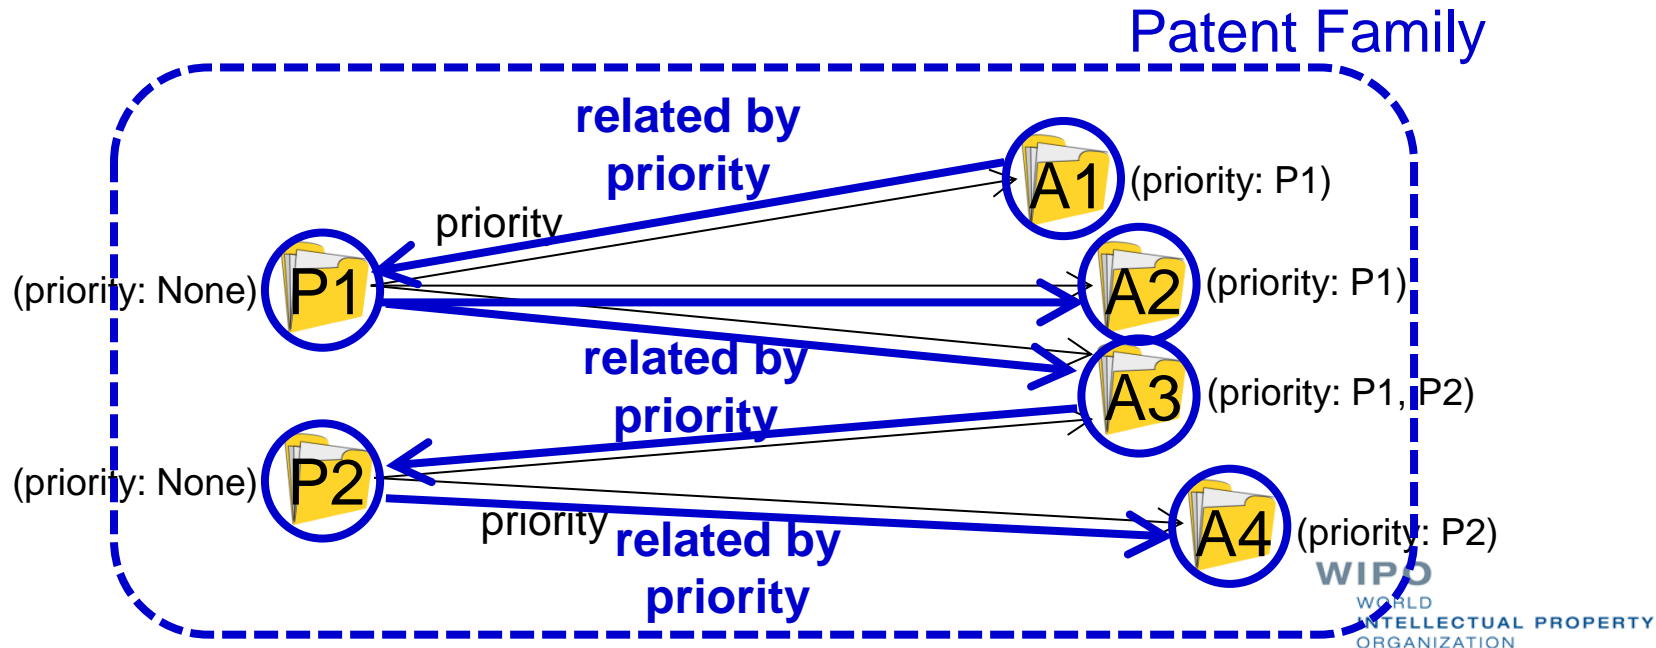 Patent Family
related by
priority
A1
(priority: P1)
priority
(priority: None)
P1
A2
(priority: P1)
related by
priority
A3
(priority: P1, P2)
(priority: None)
P2
priority
related by
priority
A4
(priority: P2)
WIPO
WORLD
INTELLECTUAL PROPERTY
ORGANIZATION